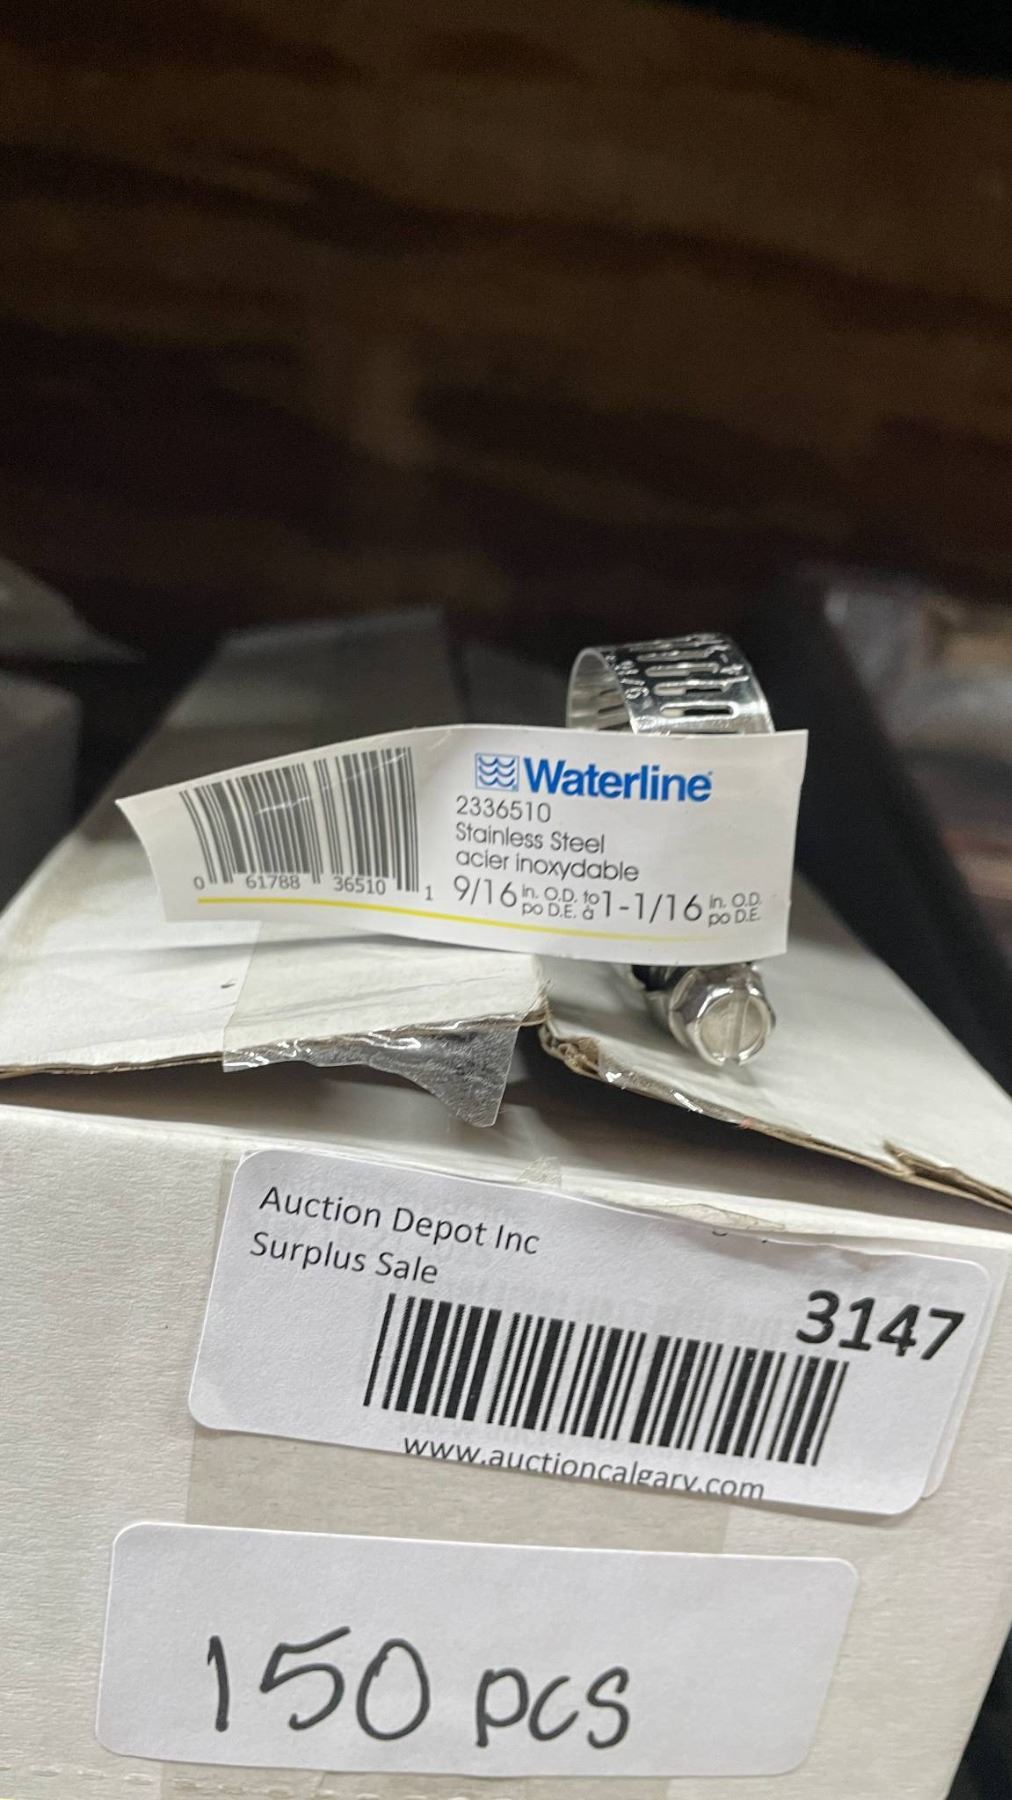 Waterline
2336510
Stainless Steel
acier inoxydable
9/16 in. O.D. to 1-1/16 in. O.D.
po D.E. à po D.E.
0 61788 36510 1
Auction Depot Inc
Surplus Sale
3147
www.auctioncalgary.com
150 pcs